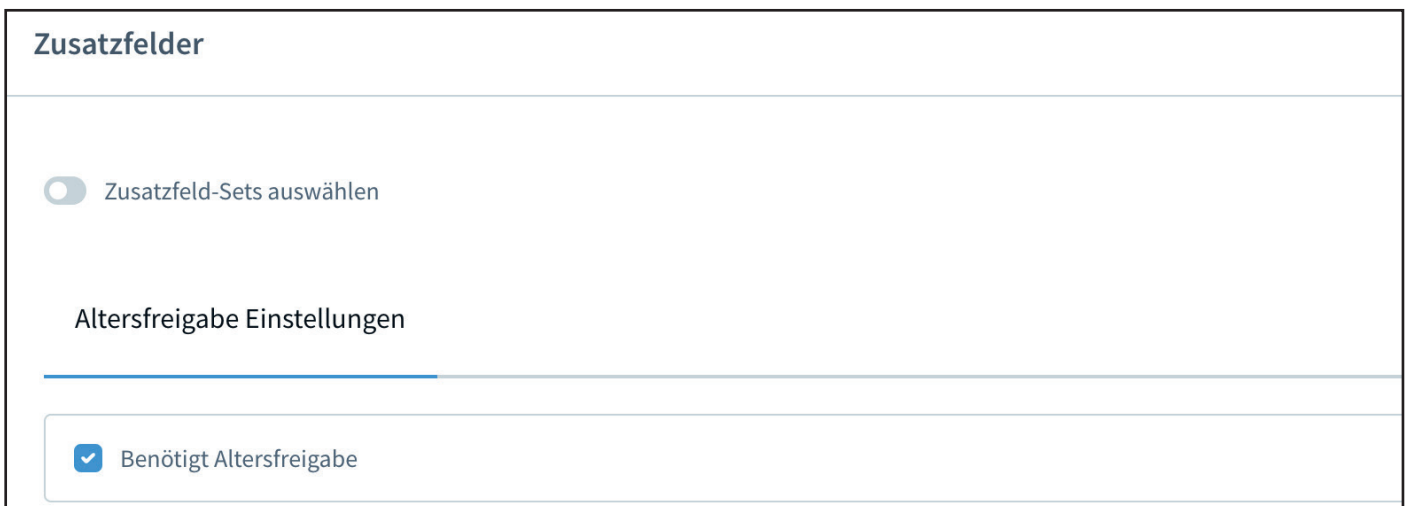 Zusatzfelder
Zusatzfeld-Sets auswählen
Altersfreigabe Einstellungen
Benötigt Altersfreigabe